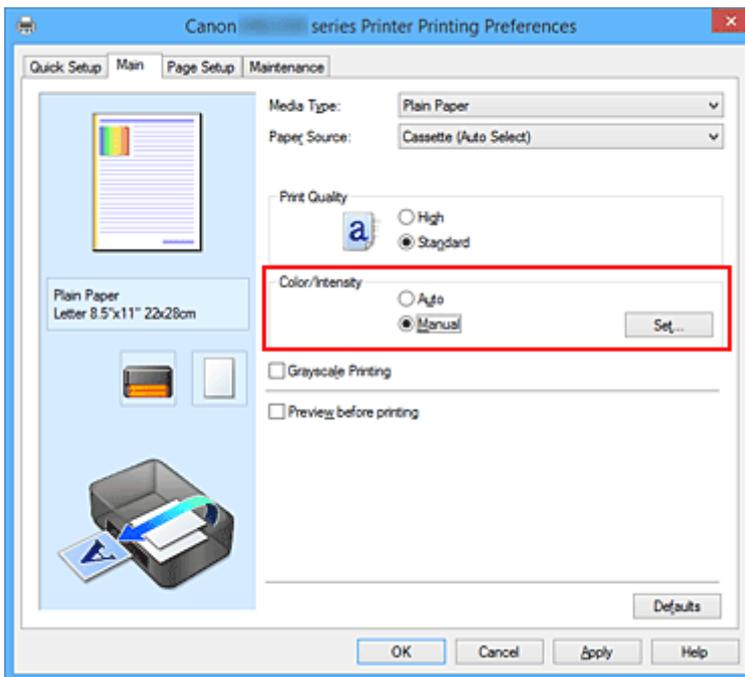 Canon series Printer Printing Preferences
Quick Setup Main Page Setup Maintenance
Media Type: Plain Paper
Paper Source: Cassette (Auto Select)
Print Quality
a
High
Standard
Color/Intensity
Auto
Manual Set...
Plain Paper
Letter 8.5"x11" 22x28cm
Grayscale Printing
Preview before printing
A
Defaults
OK Cancel Apply Help